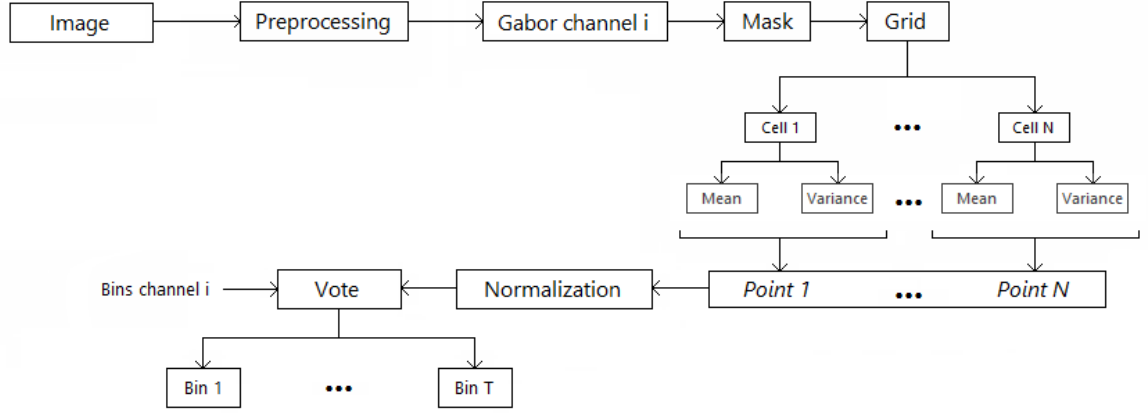 Image Preprocessing Gabor channel i Mask Grid
Cell 1 ••• Cell N
Mean Variance ••• Mean Variance
Bins channel i Vote Normalization Point 1 ••• Point N
Bin 1 ••• Bin T